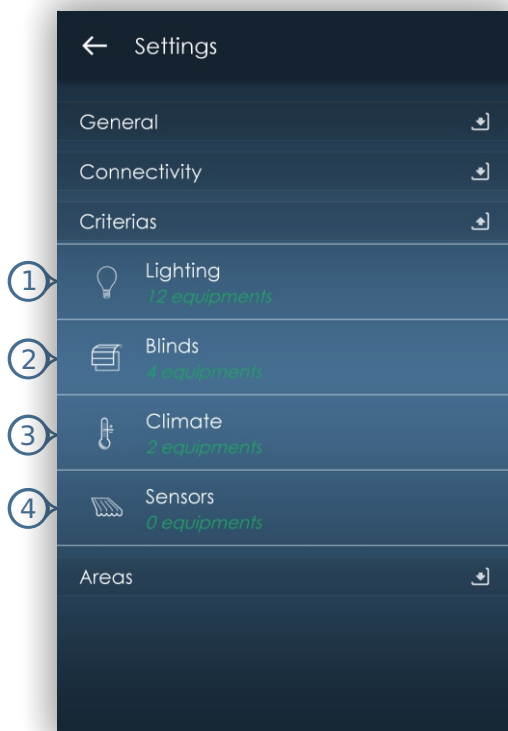 Settings
General
Connectivity
Criterias
1
Lighting
12 equipments
2
Blinds
4 equipments
3
Climate
2 equipments
4
Sensors
0 equipments
Areas